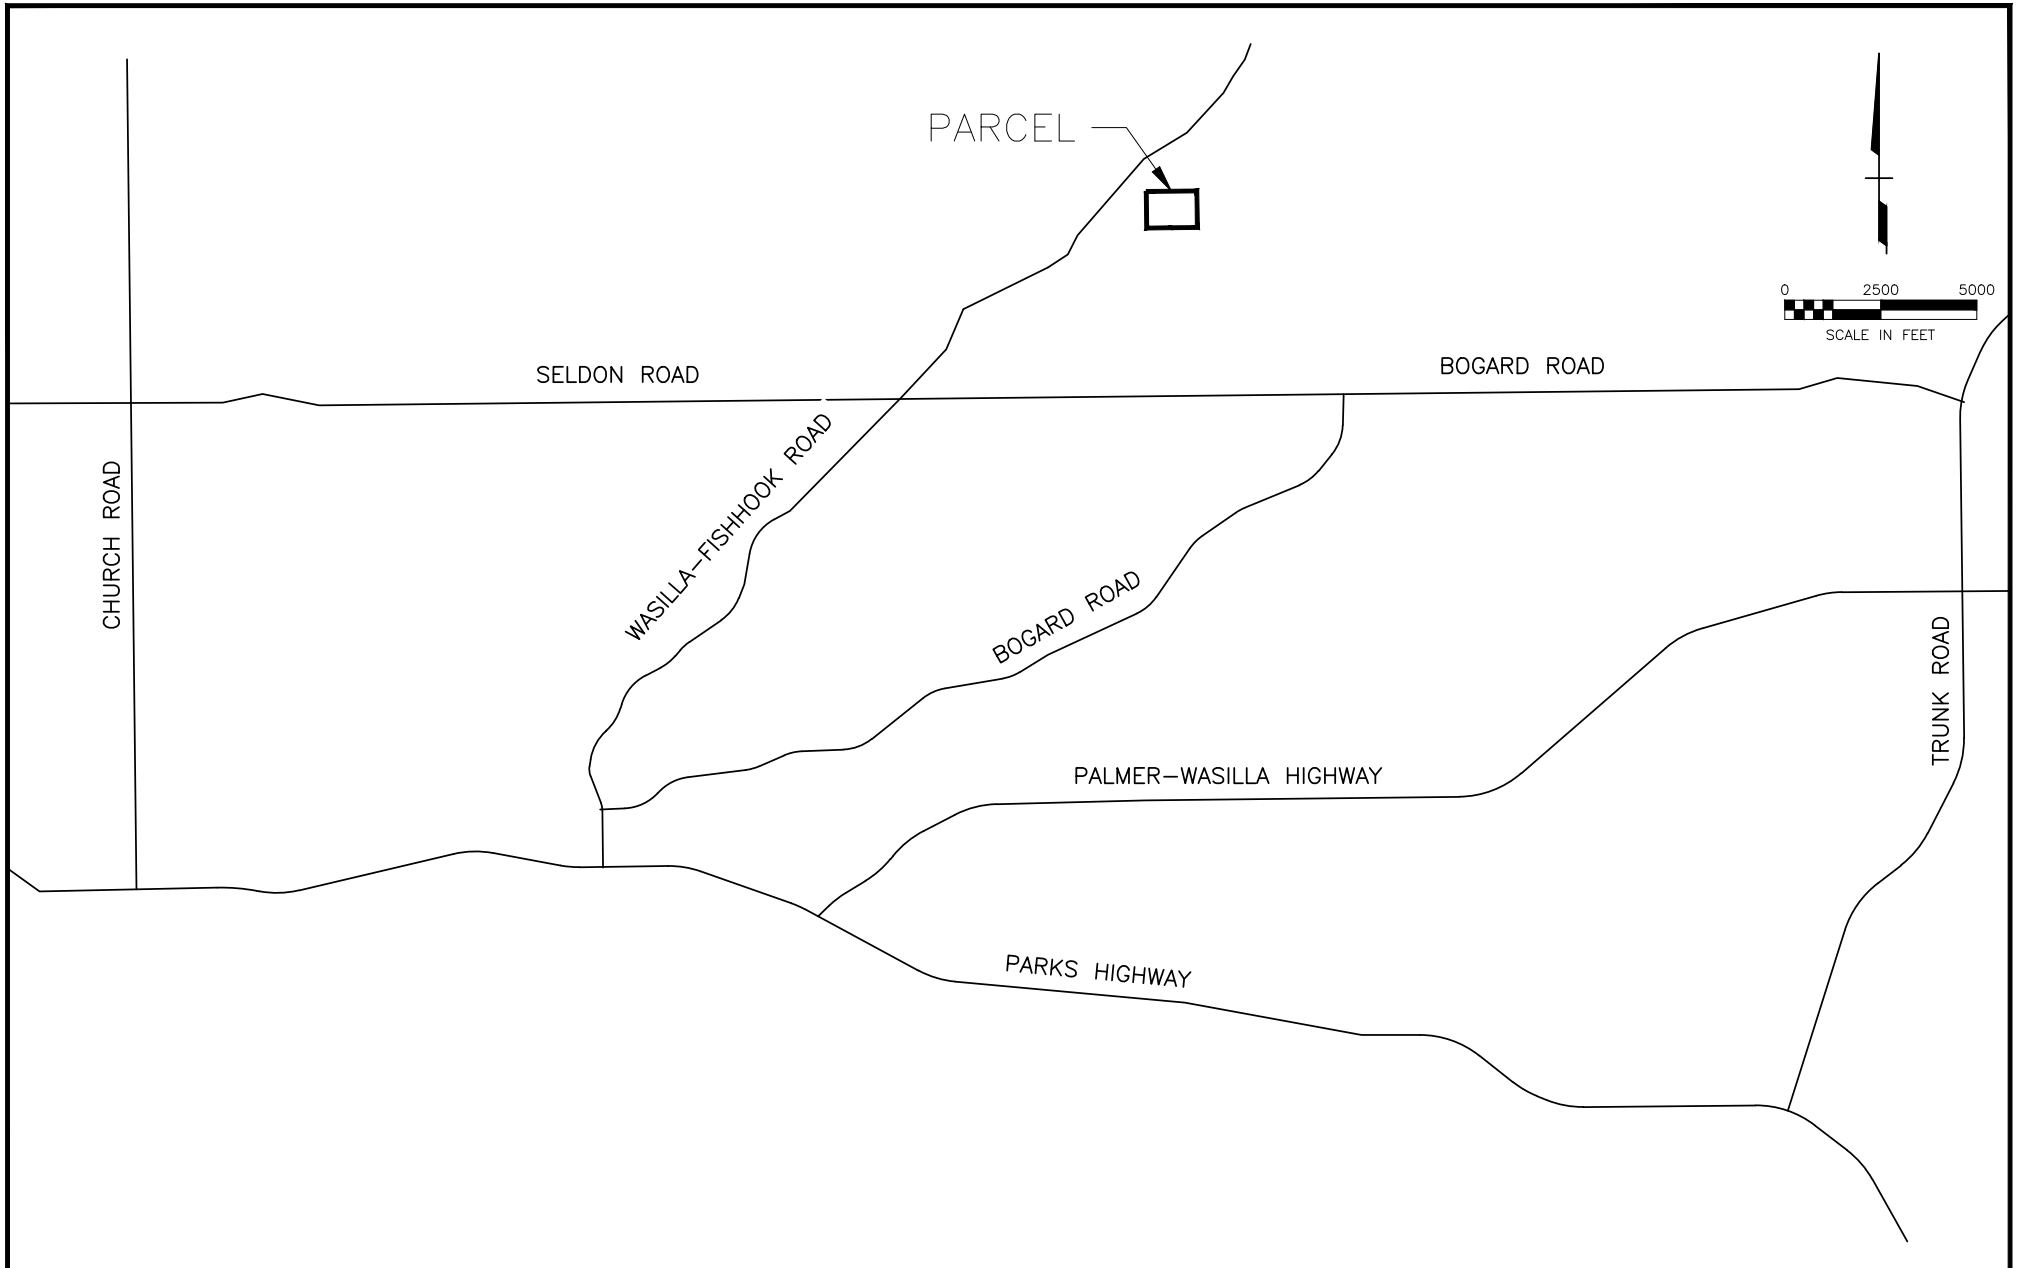 PARCEL
0 2500 5000
SCALE IN FEET
SELDON ROAD
BOGARD ROAD
WASILLA-FISHHOOK ROAD
CHURCH ROAD
BOGARD ROAD
TRUNK ROAD
PALMER-WASILLA HIGHWAY
PARKS HIGHWAY